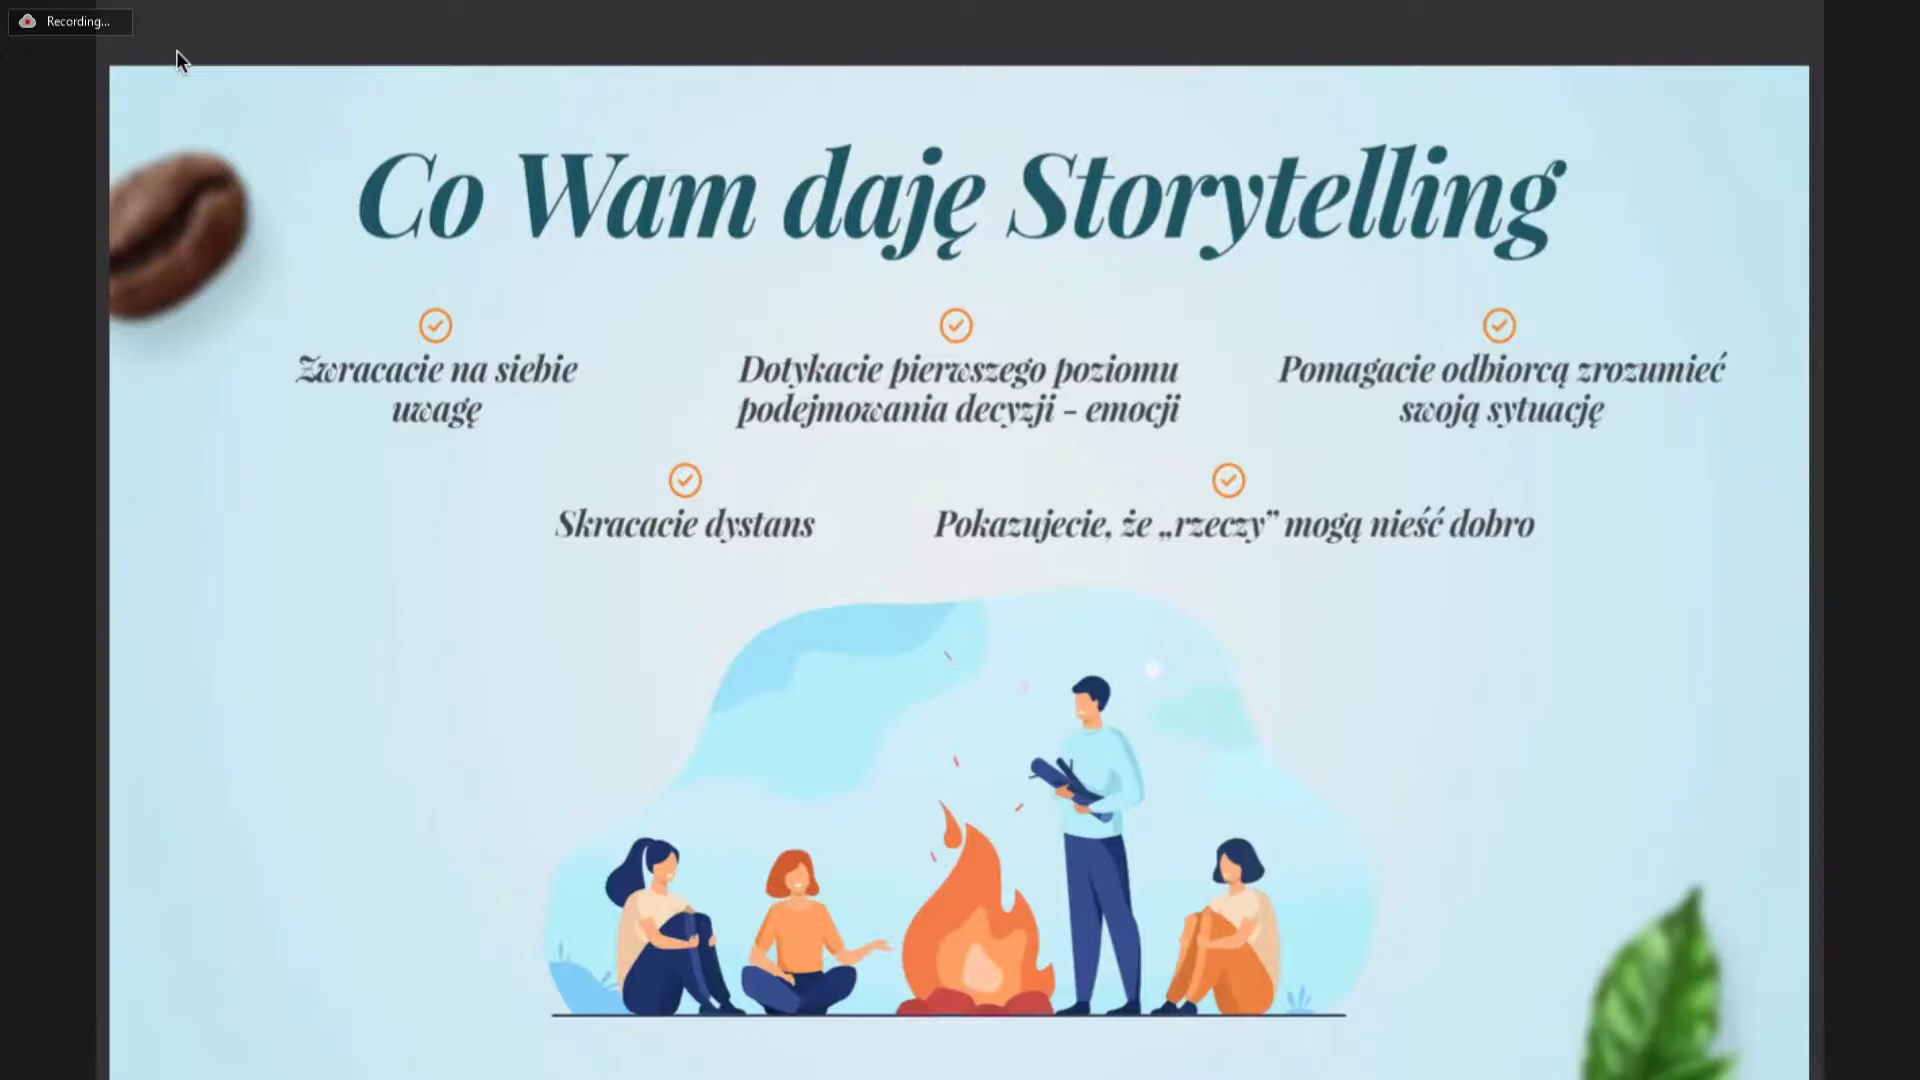 Recording...
Co Wam daję Storytelling
Zwracacie na siebie
uwagę
Dotykacie pierwszego poziomu
podejmowania decyzji - emocji
Pomagacie odbiorcą zrozumieć
swoją sytuację
Skracacie dystans
Pokazujecie, że „rzeczy” mogą nieść dobro